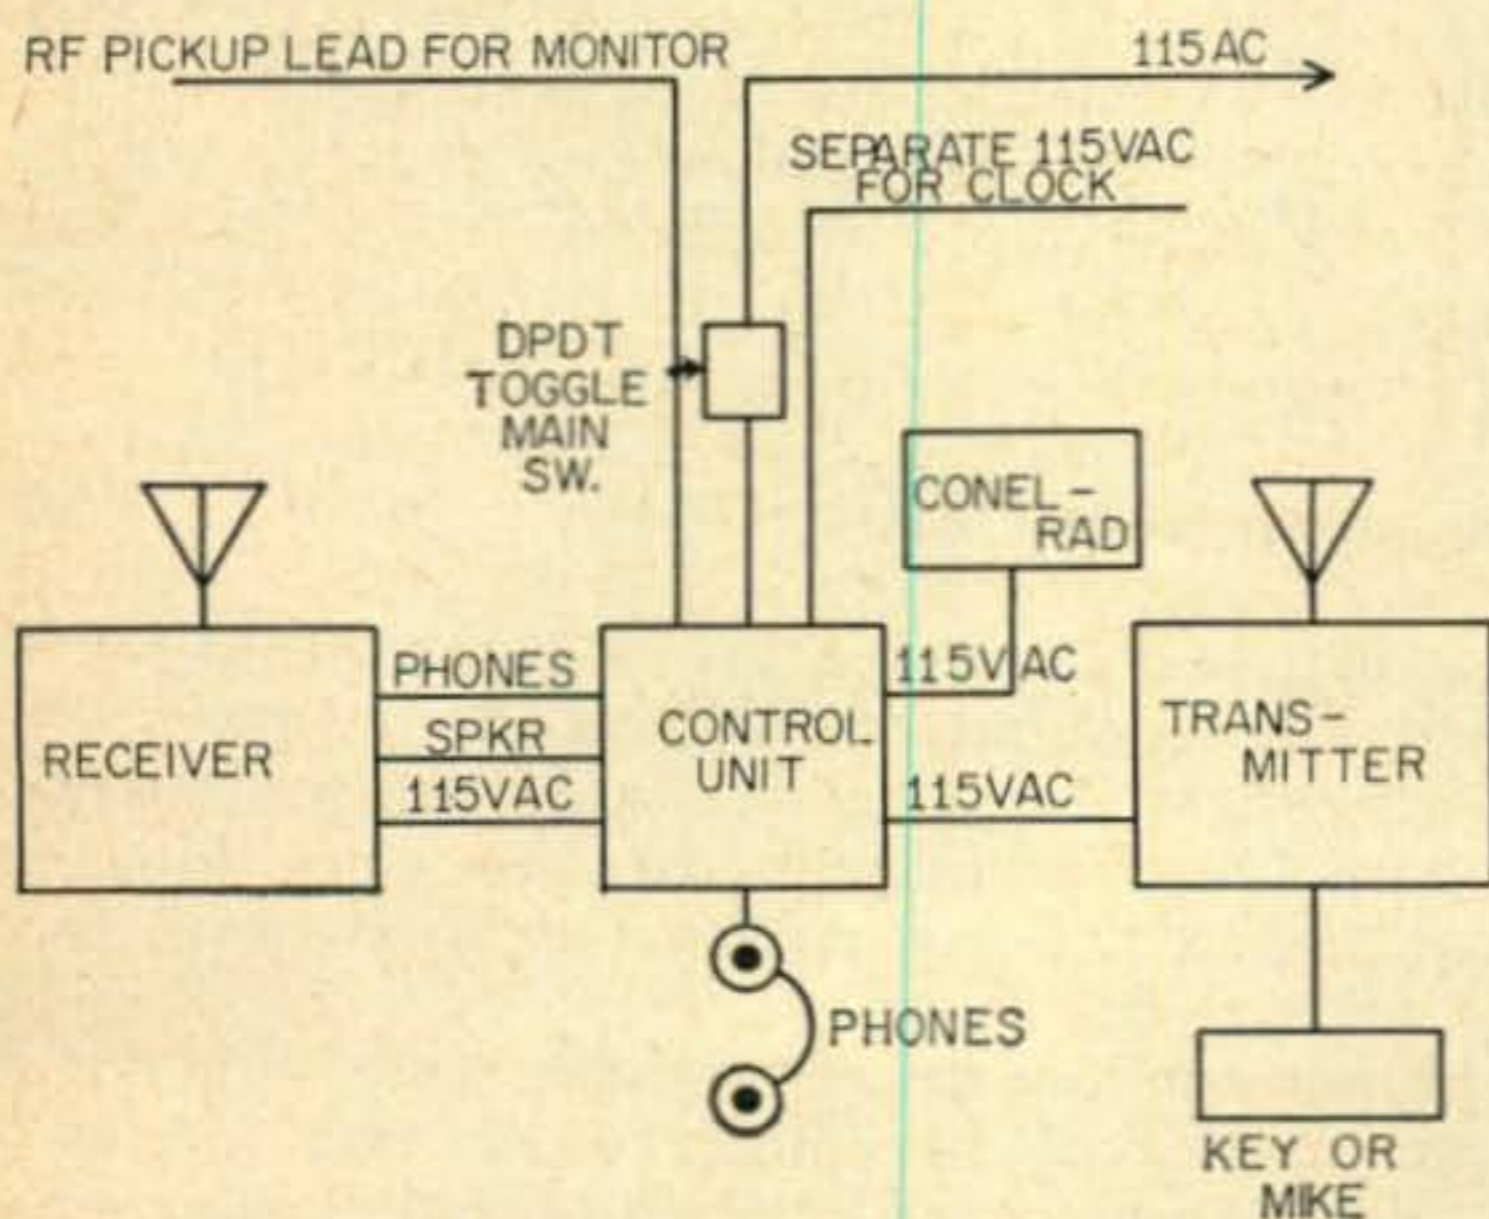 RF PICKUP LEAD FOR MONITOR
115 AC
SEPARATE 115VAC
FOR CLOCK
DPDT
TOGGLE
MAIN
SW.
CONEL-
RAD
PHONES
SPKR
115VAC
RECEIVER
CONTROL
UNIT
115V AC
115VAC
TRANS-
MITTER
PHONES
KEY OR
MIKE